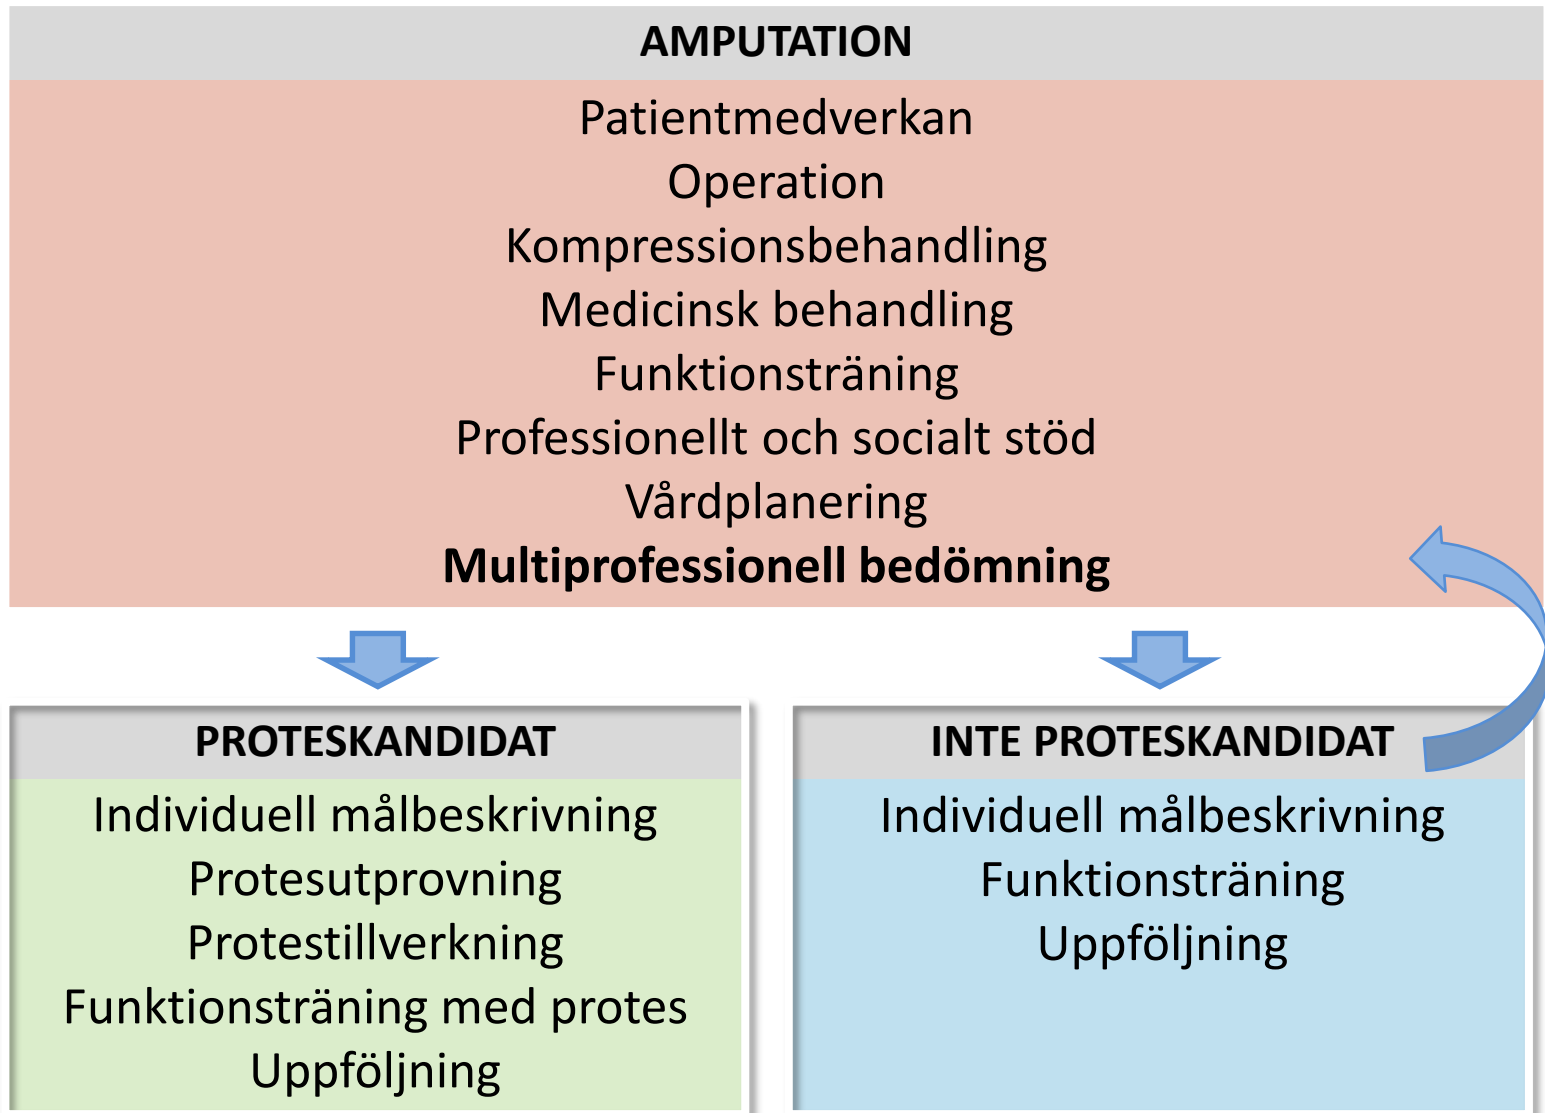 AMPUTATION
Patientmedverkan
Operation
Kompressionsbehandling
Medicinsk behandling
Funktionsträning
Professionellt och socialt stöd
Vårdplanering
Multiprofessionell bedömning
PROTESKANDIDAT
Individuell målbeskrivning
Protesutprovning
Protestillverkning
Funktionsträning med protes
Uppföljning
INTE PROTESKANDIDAT
Individuell målbeskrivning
Funktionsträning
Uppföljning